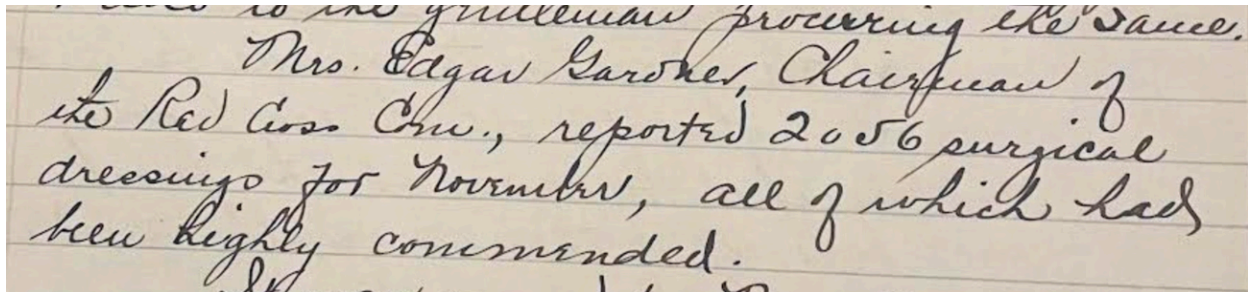 to the gentleman procuring the same.
Mrs. Edgar Gardner, Chairman of
the Red Cross Com., reported 2056 surgical
dressings for November, all of which had
been highly commended.